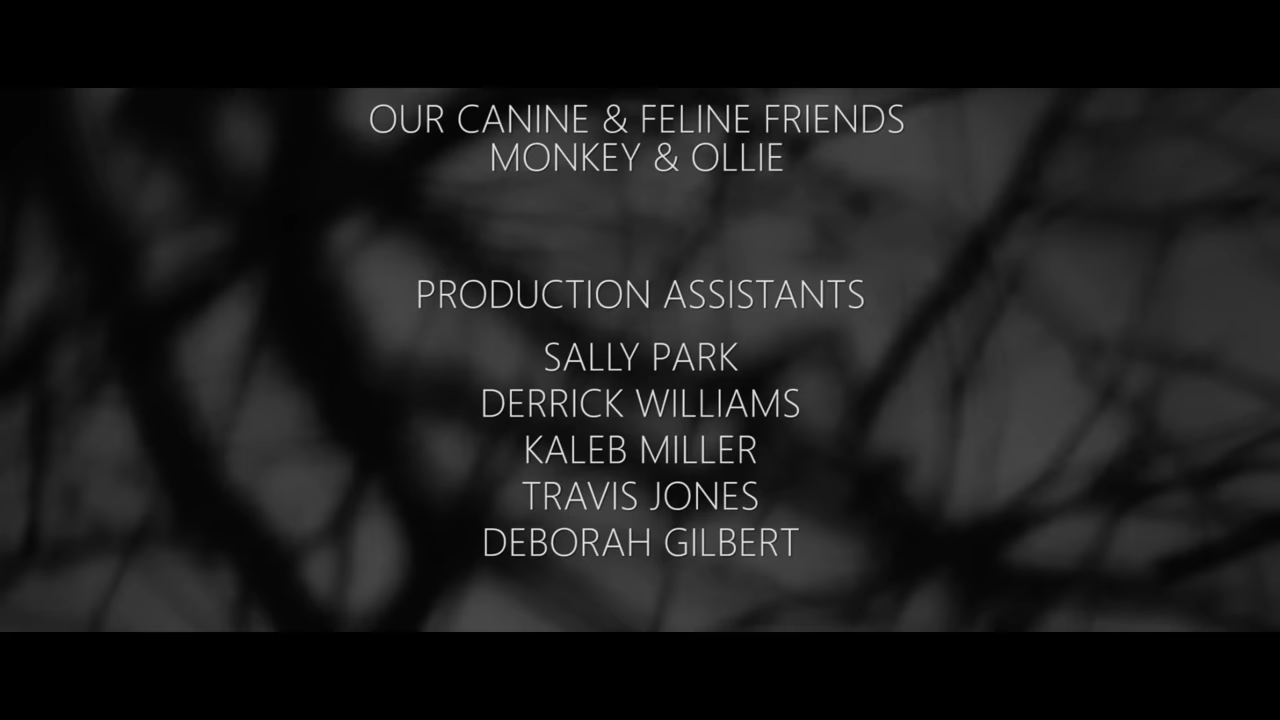 OUR CANINE & FELINE FRIENDS
MONKEY & OLLIE
PRODUCTION ASSISTANTS
SALLY PARK
DERRICK WILLIAMS
KALEB MILLER
TRAVIS JONES
DEBORAH GILBERT